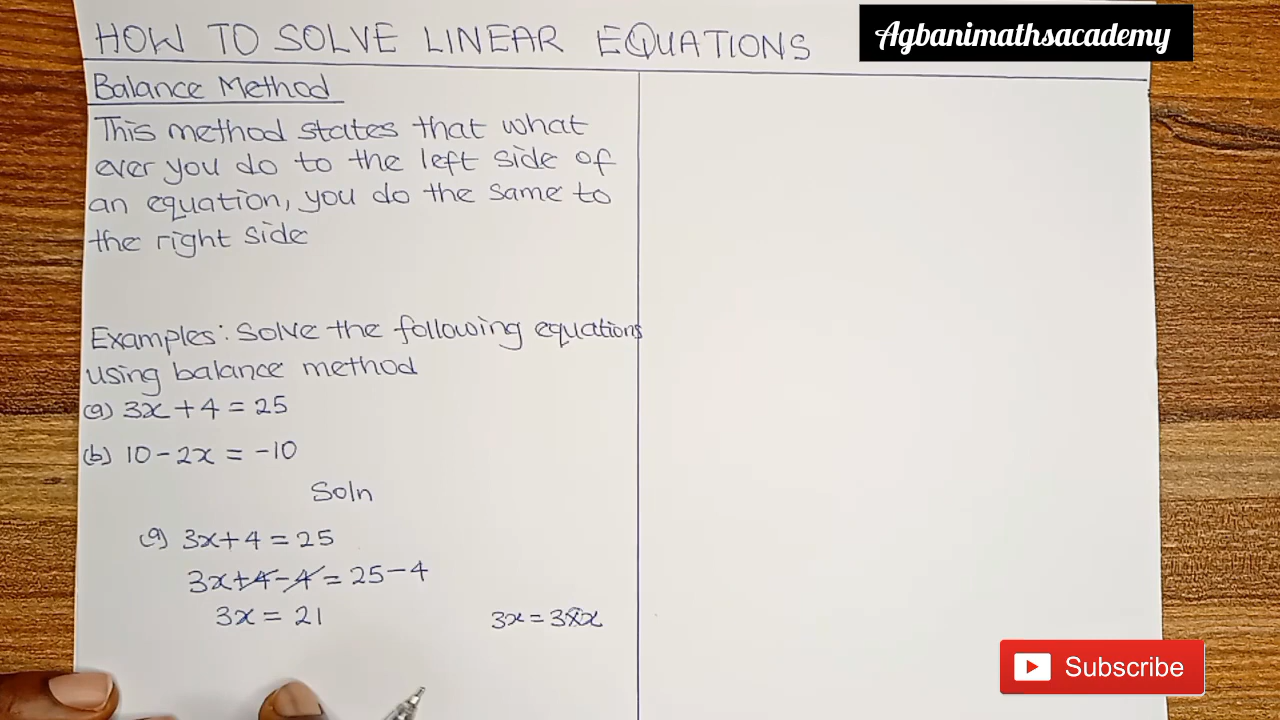 HOW TO SOLVE LINEAR EQUATIONS
Agbanimathsacademy
Balance Method
This method states that what
ever you do to the left side of
an equation, you do the same to
the right side
Examples: Solve the following equations
using balance method
(a) 3x + 4 = 25
(b) 10 - 2x = -10
Soln
(a) 3x + 4 = 25
3x + 4 - 4 = 25 - 4
3x = 21
3x = 3×x
Subscribe